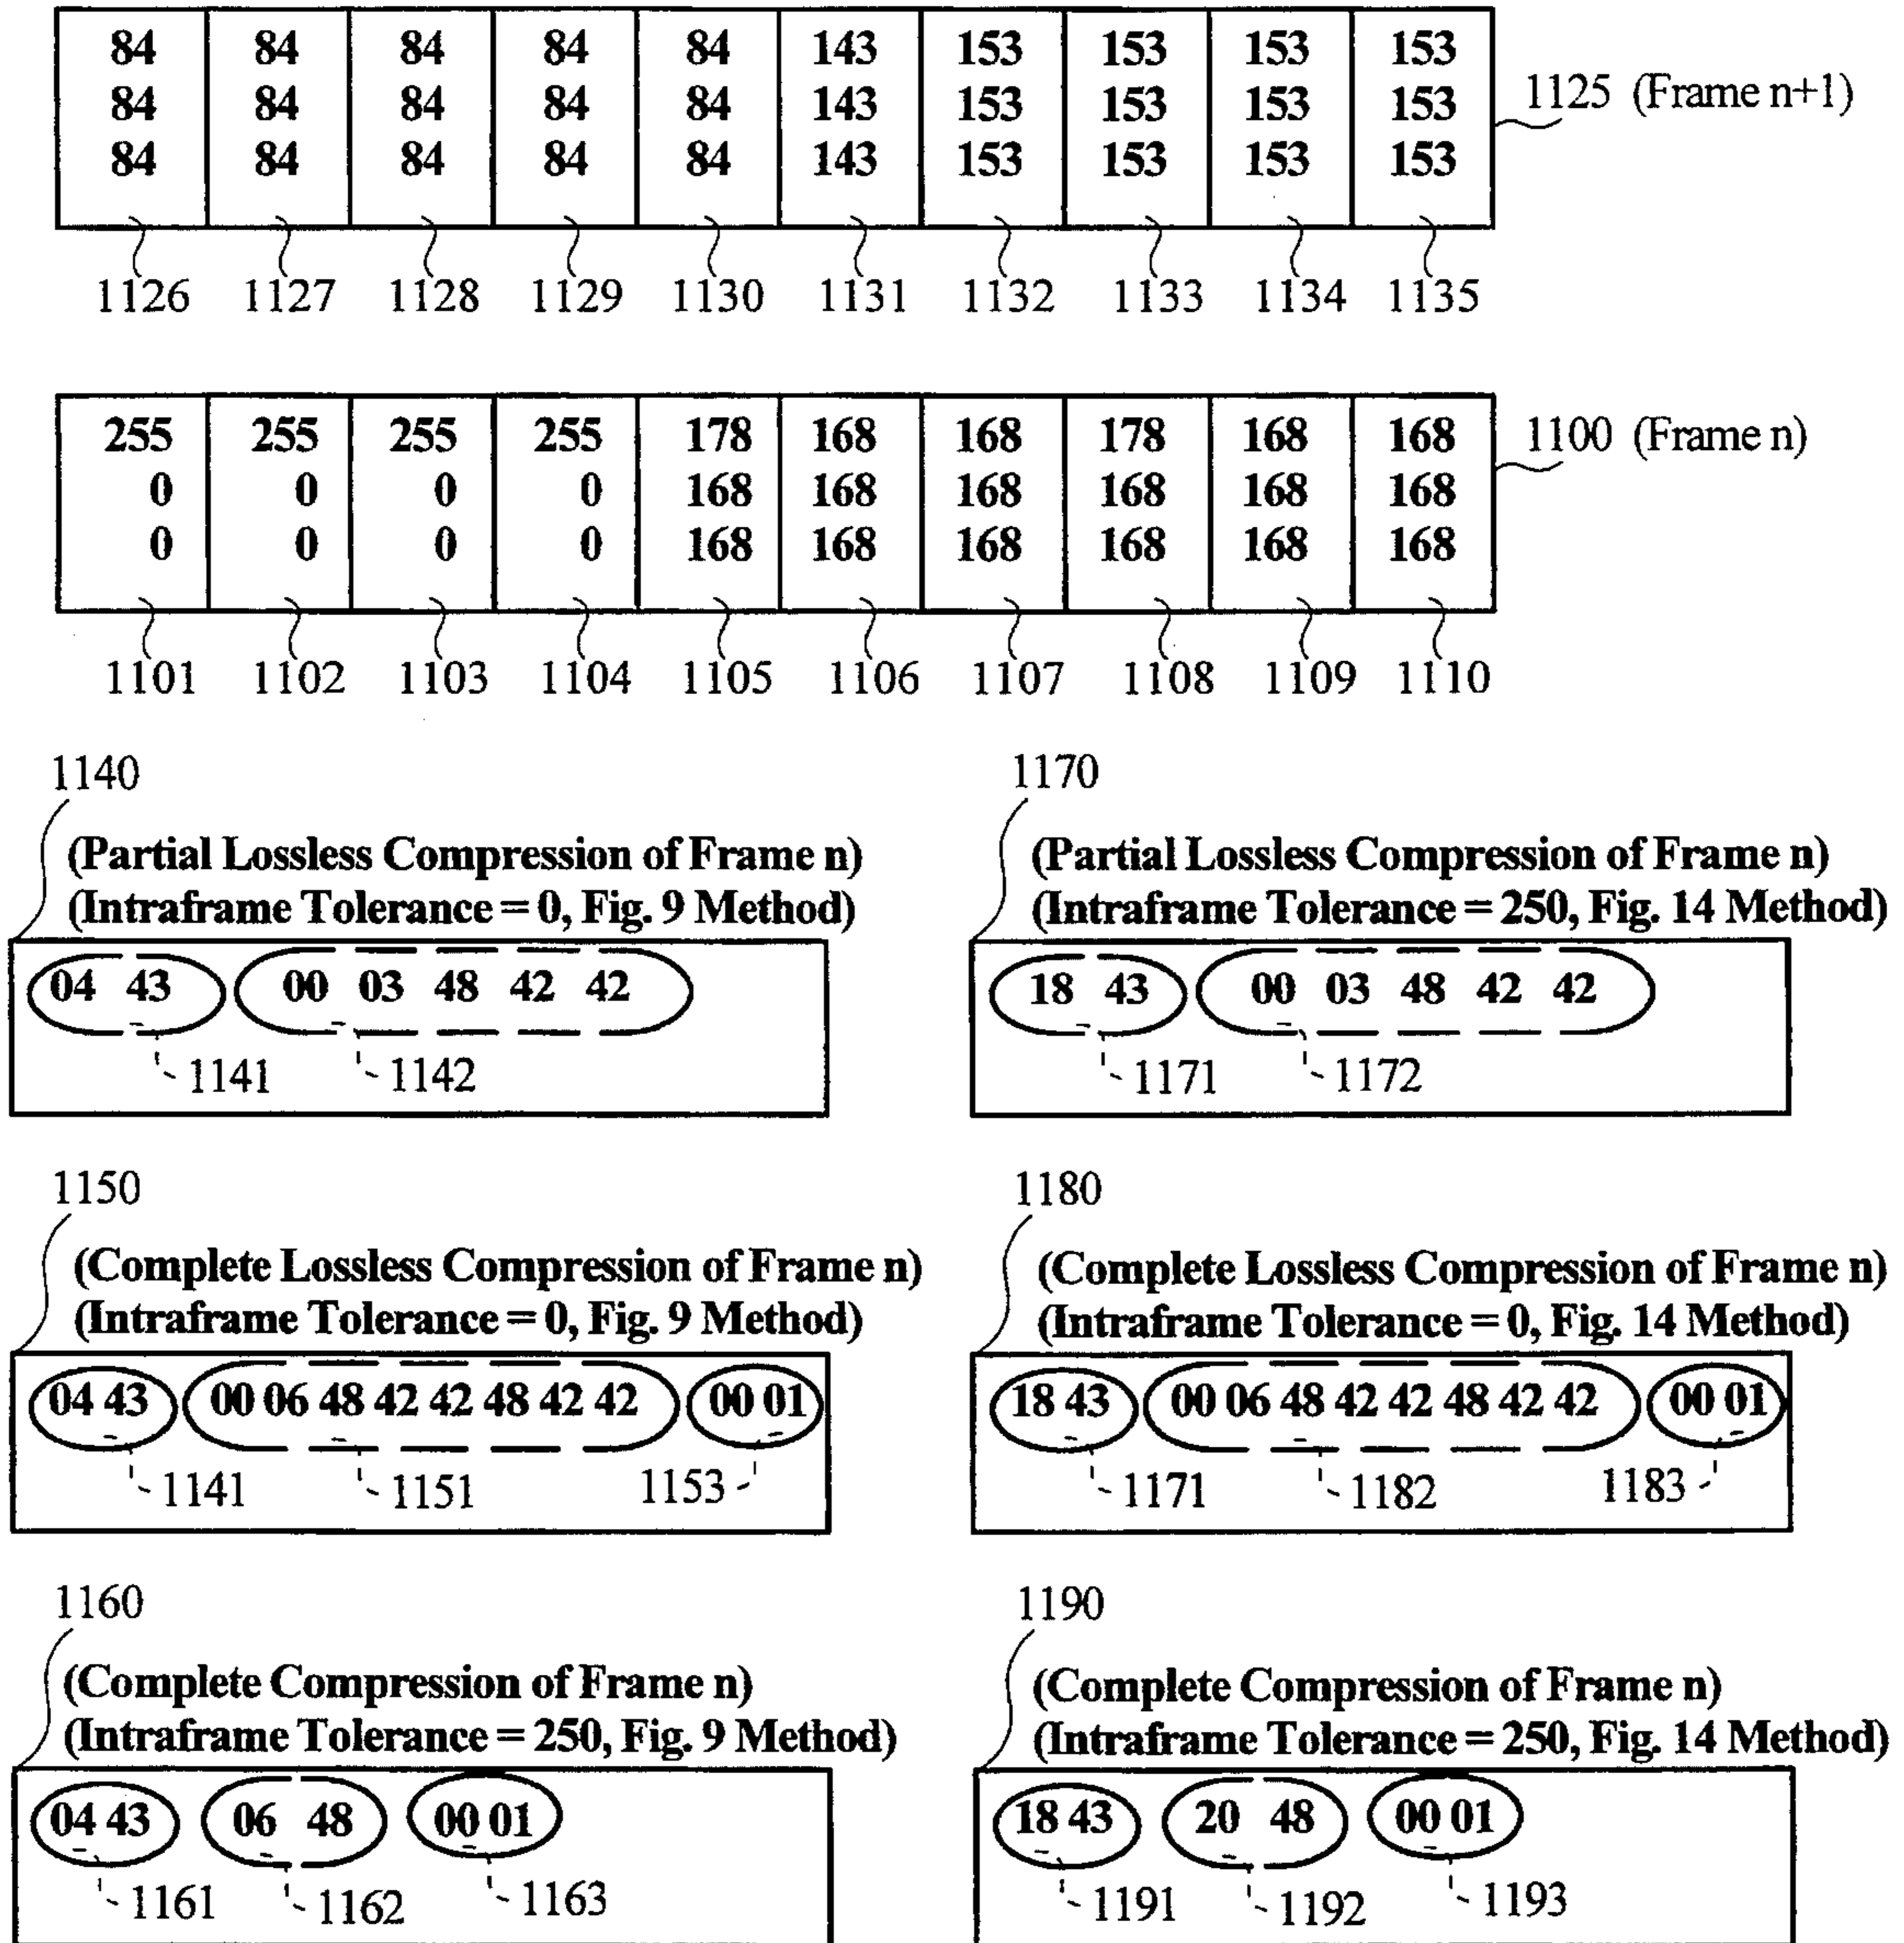 84 84 84 84 84 143 153 153 153 153
84 84 84 84 84 143 153 153 153 153
84 84 84 84 84 143 153 153 153 153
1125 (Frame n+1)
1126 1127 1128 1129 1130 1131 1132 1133 1134 1135
255 255 255 255 178 168 168 178 168 168
0 0 0 0 168 168 168 168 168 168
0 0 0 0 168 168 168 168 168 168
1100 (Frame n)
1101 1102 1103 1104 1105 1106 1107 1108 1109 1110
1140
(Partial Lossless Compression of Frame n)
(Intraframe Tolerance = 0, Fig. 9 Method)
04 43 00 03 48 42 42
1141 1142
1170
(Partial Lossless Compression of Frame n)
(Intraframe Tolerance = 250, Fig. 14 Method)
18 43 00 03 48 42 42
1171 1172
1150
(Complete Lossless Compression of Frame n)
(Intraframe Tolerance = 0, Fig. 9 Method)
04 43 00 06 48 42 42 48 42 42 00 01
1141 1151 1153
1180
(Complete Lossless Compression of Frame n)
(Intraframe Tolerance = 0, Fig. 14 Method)
18 43 00 06 48 42 42 48 42 42 00 01
1171 1182 1183
1160
(Complete Compression of Frame n)
(Intraframe Tolerance = 250, Fig. 9 Method)
04 43 06 48 00 01
1161 1162 1163
1190
(Complete Compression of Frame n)
(Intraframe Tolerance = 250, Fig. 14 Method)
18 43 20 48 00 01
1191 1192 1193